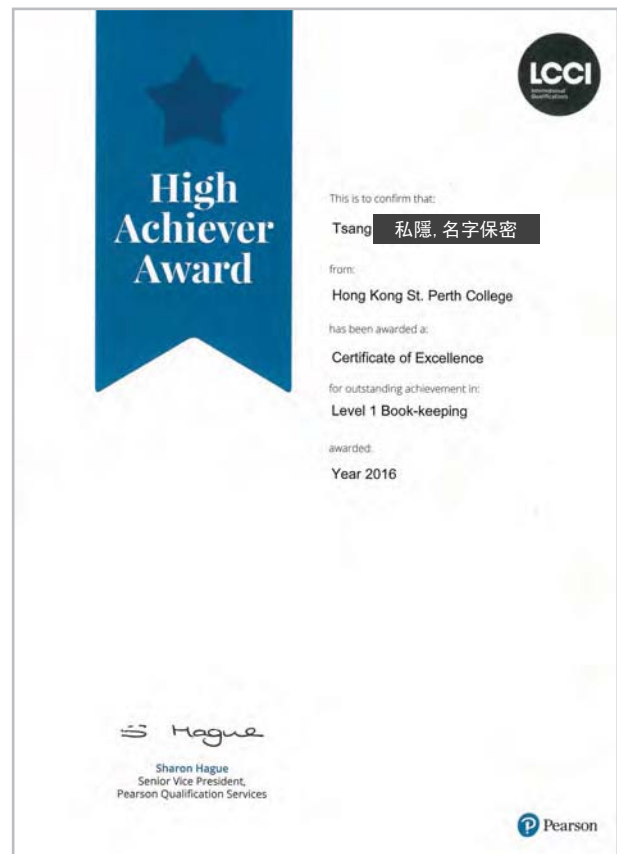 High
Achiever
Award
LCCI
International
Qualifications
This is to confirm that:
Tsang 私隱, 名字保密
from:
Hong Kong St. Perth College
has been awarded a:
Certificate of Excellence
for outstanding achievement in:
Level 1 Book-keeping
awarded:
Year 2016
S Hague
Sharon Hague
Senior Vice President,
Pearson Qualification Services
Pearson